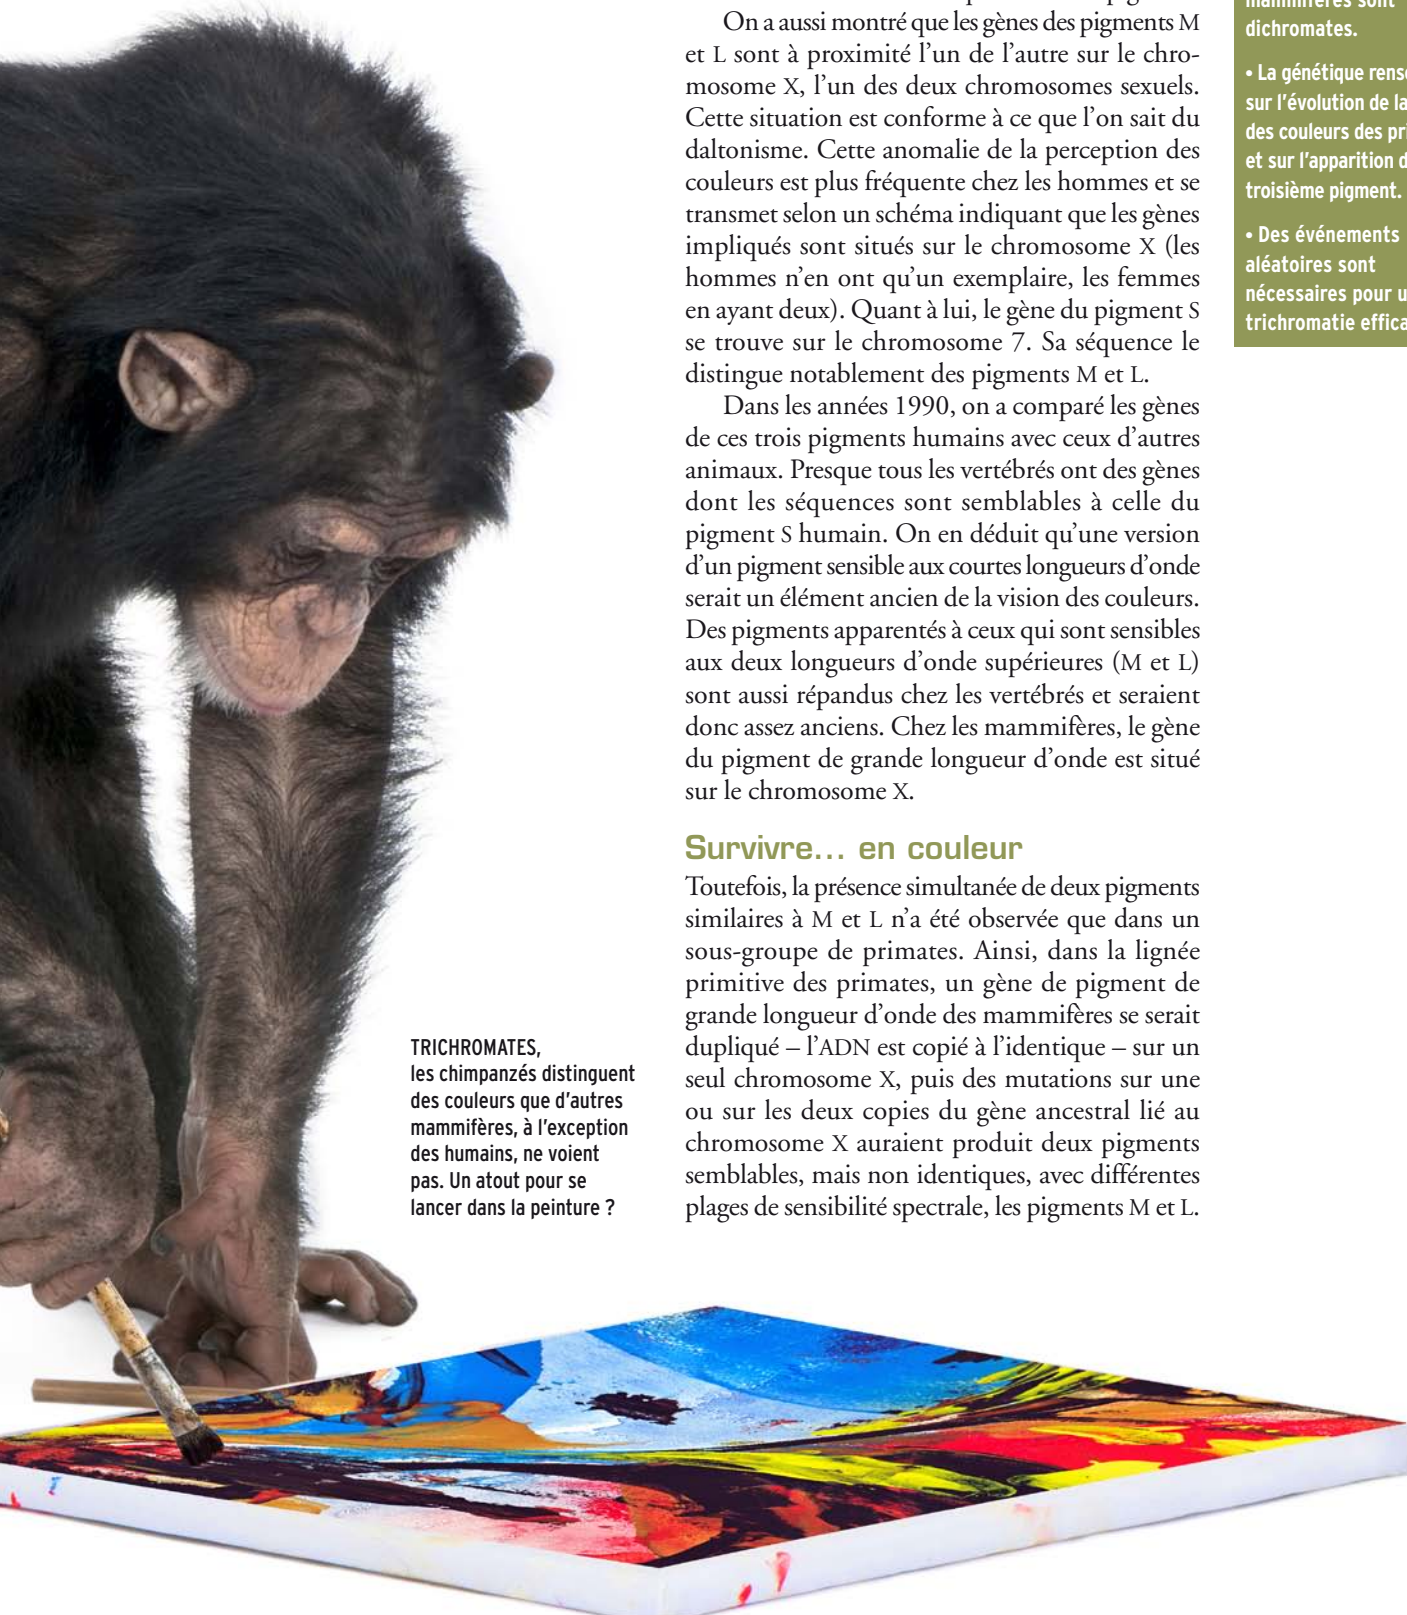 On a aussi montré que les gènes des pigments M
et L sont à proximité l’un de l’autre sur le chro-
mosome X, l’un des deux chromosomes sexuels.
Cette situation est conforme à ce que l’on sait du
daltonisme. Cette anomalie de la perception des
couleurs est plus fréquente chez les hommes et se
transmet selon un schéma indiquant que les gènes
impliqués sont situés sur le chromosome X (les
hommes n’en ont qu’un exemplaire, les femmes
en ayant deux). Quant à lui, le gène du pigment S
se trouve sur le chromosome 7. Sa séquence le
distingue notablement des pigments M et L.
Dans les années 1990, on a comparé les gènes
de ces trois pigments humains avec ceux d’autres
animaux. Presque tous les vertébrés ont des gènes
dont les séquences sont semblables à celle du
pigment S humain. On en déduit qu’une version
d’un pigment sensible aux courtes longueurs d’onde
serait un élément ancien de la vision des couleurs.
Des pigments apparentés à ceux qui sont sensibles
aux deux longueurs d’onde supérieures (M et L)
sont aussi répandus chez les vertébrés et seraient
donc assez anciens. Chez les mammifères, le gène
du pigment de grande longueur d’onde est situé
sur le chromosome X.
Survivre… en couleur
Toutefois, la présence simultanée de deux pigments
similaires à M et L n’a été observée que dans un
sous-groupe de primates. Ainsi, dans la lignée
primitive des primates, un gène de pigment de
grande longueur d’onde des mammifères se serait
dupliqué – l’ADN est copié à l’identique – sur un
seul chromosome X, puis des mutations sur une
ou sur les deux copies du gène ancestral lié au
chromosome X auraient produit deux pigments
semblables, mais non identiques, avec différentes
plages de sensibilité spectrale, les pigments M et L.
TRICHROMATES,
les chimpanzés distinguent
des couleurs que d’autres
mammifères, à l’exception
des humains, ne voient
pas. Un atout pour se
lancer dans la peinture ?
mammifères sont
dichromates.
• La génétique
sur l’évolution de la
des couleurs des
et sur l’apparition
troisième pigment.
• Des événements
aléatoires sont
nécessaires pour
trichromatie